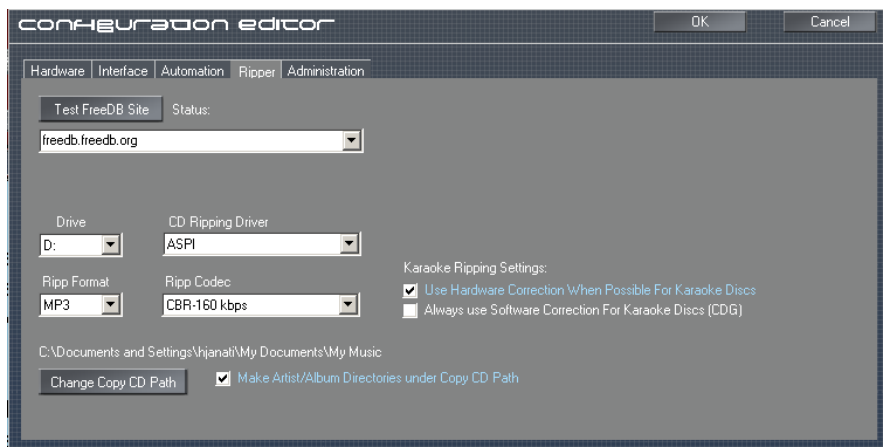 configuration editor
OK Cancel
Hardware Interface Automation Ripper Administration
Test FreeDB Site Status:
freedb.freedb.org
Drive CD Ripping Driver
D: ASPI
Ripp Format Ripp Codec
MP3 CBR-160 kbps
Karaoke Ripping Settings:
Use Hardware Correction When Possible For Karaoke Discs
Always use Software Correction For Karaoke Discs (CDG)
C:\Documents and Settings\hjanati\My Documents\My Music
Change Copy CD Path Make Artist/Album Directories under Copy CD Path